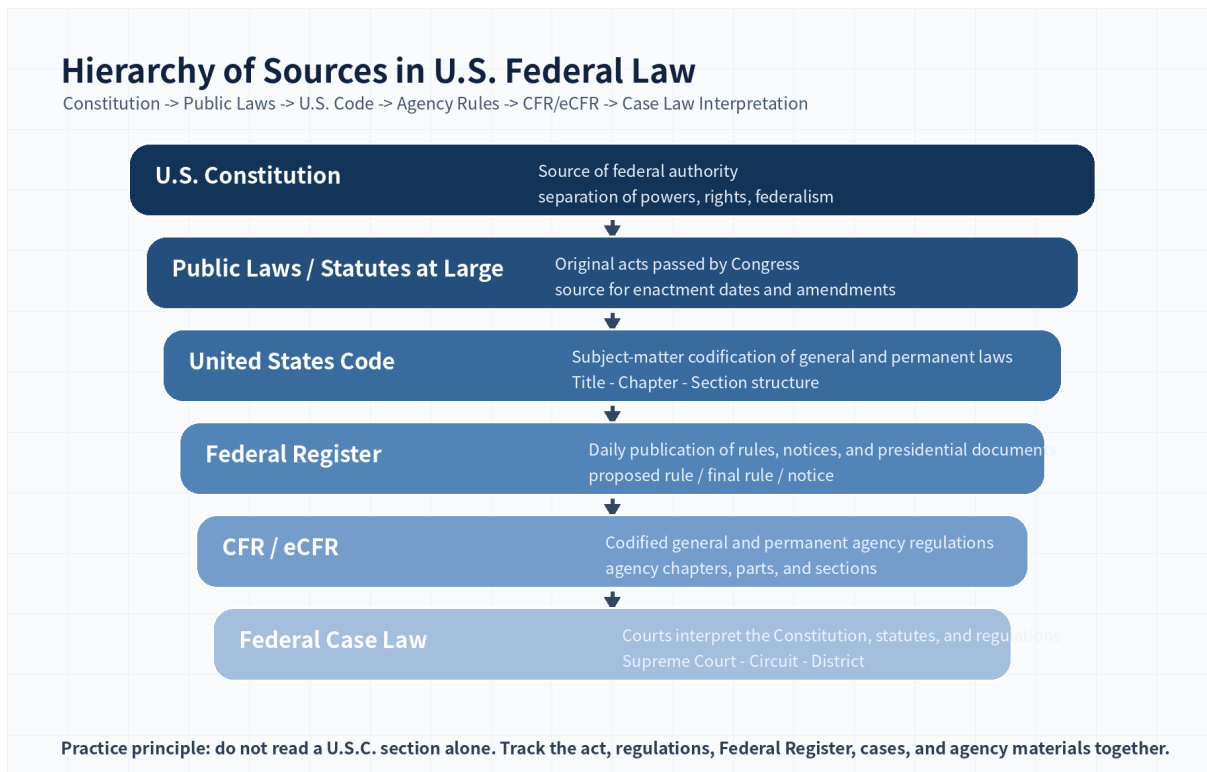 Hierarchy of Sources in U.S. Federal Law
Constitution -> Public Laws -> U.S. Code -> Agency Rules -> CFR/eCFR -> Case Law Interpretation
U.S. Constitution
Source of federal authority
separation of powers, rights, federalism
Public Laws / Statutes at Large
Original acts passed by Congress
source for enactment dates and amendments
United States Code
Subject-matter codification of general and permanent laws
Title - Chapter - Section structure
Federal Register
Daily publication of rules, notices, and presidential documents
proposed rule / final rule / notice
CFR / eCFR
Codified general and permanent agency regulations
agency chapters, parts, and sections
Federal Case Law
Courts interpret the Constitution, statutes, and regulations
Supreme Court - Circuit - District
Practice principle: do not read a U.S.C. section alone. Track the act, regulations, Federal Register, cases, and agency materials together.